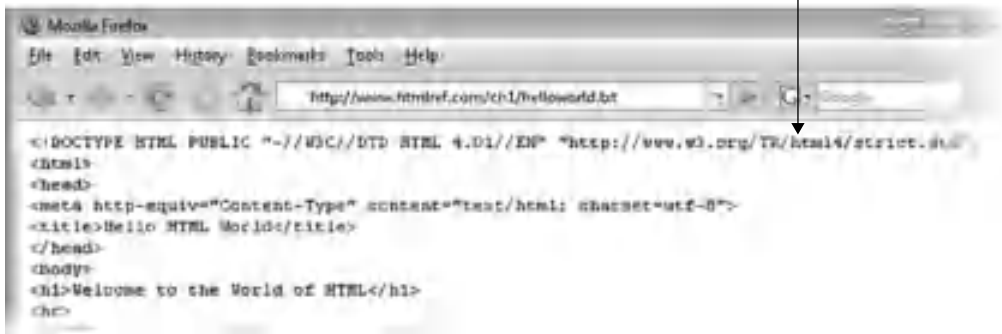 Mozilla Firefox
File Edit View History Bookmarks Tools Help
http://www.htmlref.com/ch1/helloworld.txt
Google
<!DOCTYPE HTML PUBLIC "-//W3C//DTD HTML 4.01//EN" "http://www.w3.org/TR/html4/strict.dtd">
<html>
<head>
<meta http-equiv="Content-Type" content="text/html; charset=utf-8">
<title>Hello HTML World</title>
</head>
<body>
<h1>Welcome to the World of HTML</h1>
<hr>